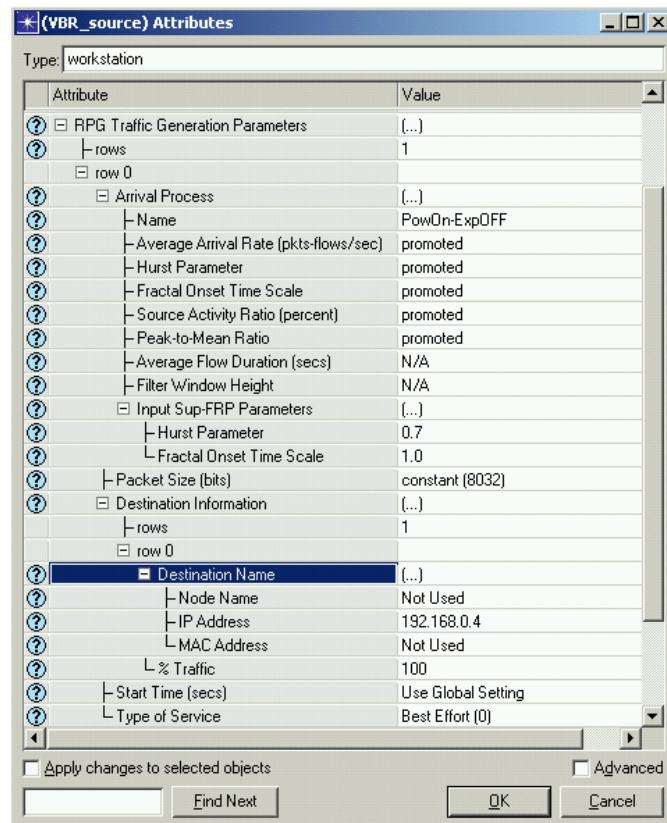 (VBR_source) Attributes
Type: workstation
Attribute Value
RPG Traffic Generation Parameters (...)
rows 1
row 0
Arrival Process (...)
Name PowOn-ExpOFF
Average Arrival Rate (pkts-flows/sec) promoted
Hurst Parameter promoted
Fractal Onset Time Scale promoted
Source Activity Ratio (percent) promoted
Peak-to-Mean Ratio promoted
Average Flow Duration (secs) N/A
Filter Window Height N/A
Input Sup-FRP Parameters (...)
Hurst Parameter 0.7
Fractal Onset Time Scale 1.0
Packet Size (bits) constant (8032)
Destination Information (...)
rows 1
row 0
Destination Name (...)
Node Name Not Used
IP Address 192.168.0.4
MAC Address Not Used
% Traffic 100
Start Time (secs) Use Global Setting
Type of Service Best Effort (0)
Apply changes to selected objects Advanced
Find Next OK Cancel